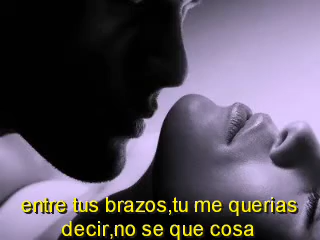 entre tus brazos,tu me querias
decir,no se que cosa